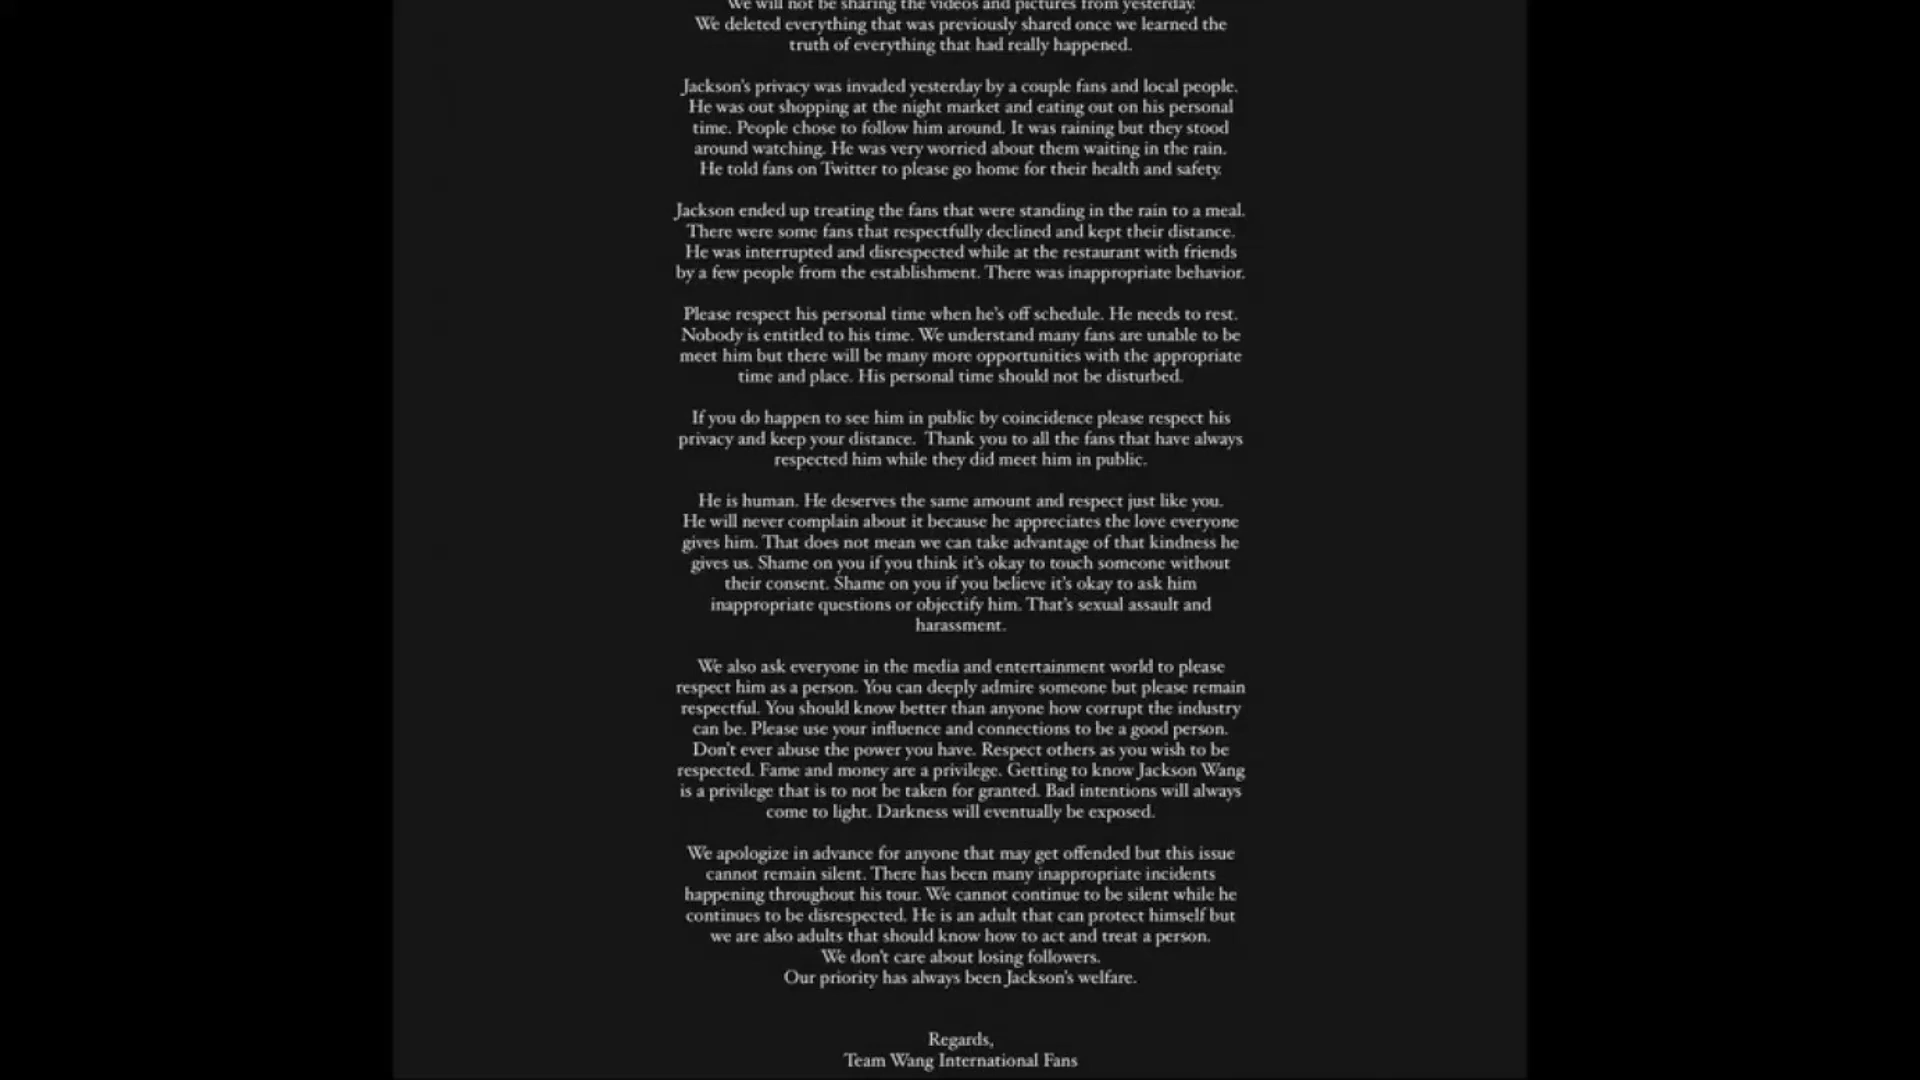 We will not be sharing the videos and pictures from yesterday.
We deleted everything that was previously shared once we learned the
truth of everything that had really happened.
Jackson's privacy was invaded yesterday by a couple fans and local people.
He was out shopping at the night market and eating out on his personal
time. People chose to follow him around. It was raining but they stood
around watching. He was very worried about them waiting in the rain.
He told fans on Twitter to please go home for their health and safety.
Jackson ended up treating the fans that were standing in the rain to a meal.
There were some fans that respectfully declined and kept their distance.
He was interrupted and disrespected while at the restaurant with friends
by a few people from the establishment. There was inappropriate behavior.
Please respect his personal time when he's off schedule. He needs to rest.
Nobody is entitled to his time. We understand many fans are unable to be
meet him but there will be many more opportunities with the appropriate
time and place. His personal time should not be disturbed.
If you do happen to see him in public by coincidence please respect his
privacy and keep your distance. Thank you to all the fans that have always
respected him while they did meet him in public.
He is human. He deserves the same amount and respect just like you.
He will never complain about it because he appreciates the love everyone
gives him. That does not mean we can take advantage of that kindness he
gives us. Shame on you if you think it's okay to touch someone without
their consent. Shame on you if you believe it's okay to ask him
inappropriate questions or objectify him. That's sexual assault and
harassment.
We also ask everyone in the media and entertainment world to please
respect him as a person. You can deeply admire someone but please remain
respectful. You should know better than anyone how corrupt the industry
can be. Please use your influence and connections to be a good person.
Don't ever abuse the power you have. Respect others as you wish to be
respected. Fame and money are a privilege. Getting to know Jackson Wang
is a privilege that is to not be taken for granted. Bad intentions will always
come to light. Darkness will eventually be exposed.
We apologize in advance for anyone that may get offended but this issue
cannot remain silent. There has been many inappropriate incidents
happening throughout his tour. We cannot continue to be silent while he
continues to be disrespected. He is an adult that can protect himself but
we are also adults that should know how to act and treat a person.
We don't care about losing followers.
Our priority has always been Jackson's welfare.
Regards,
Team Wang International Fans